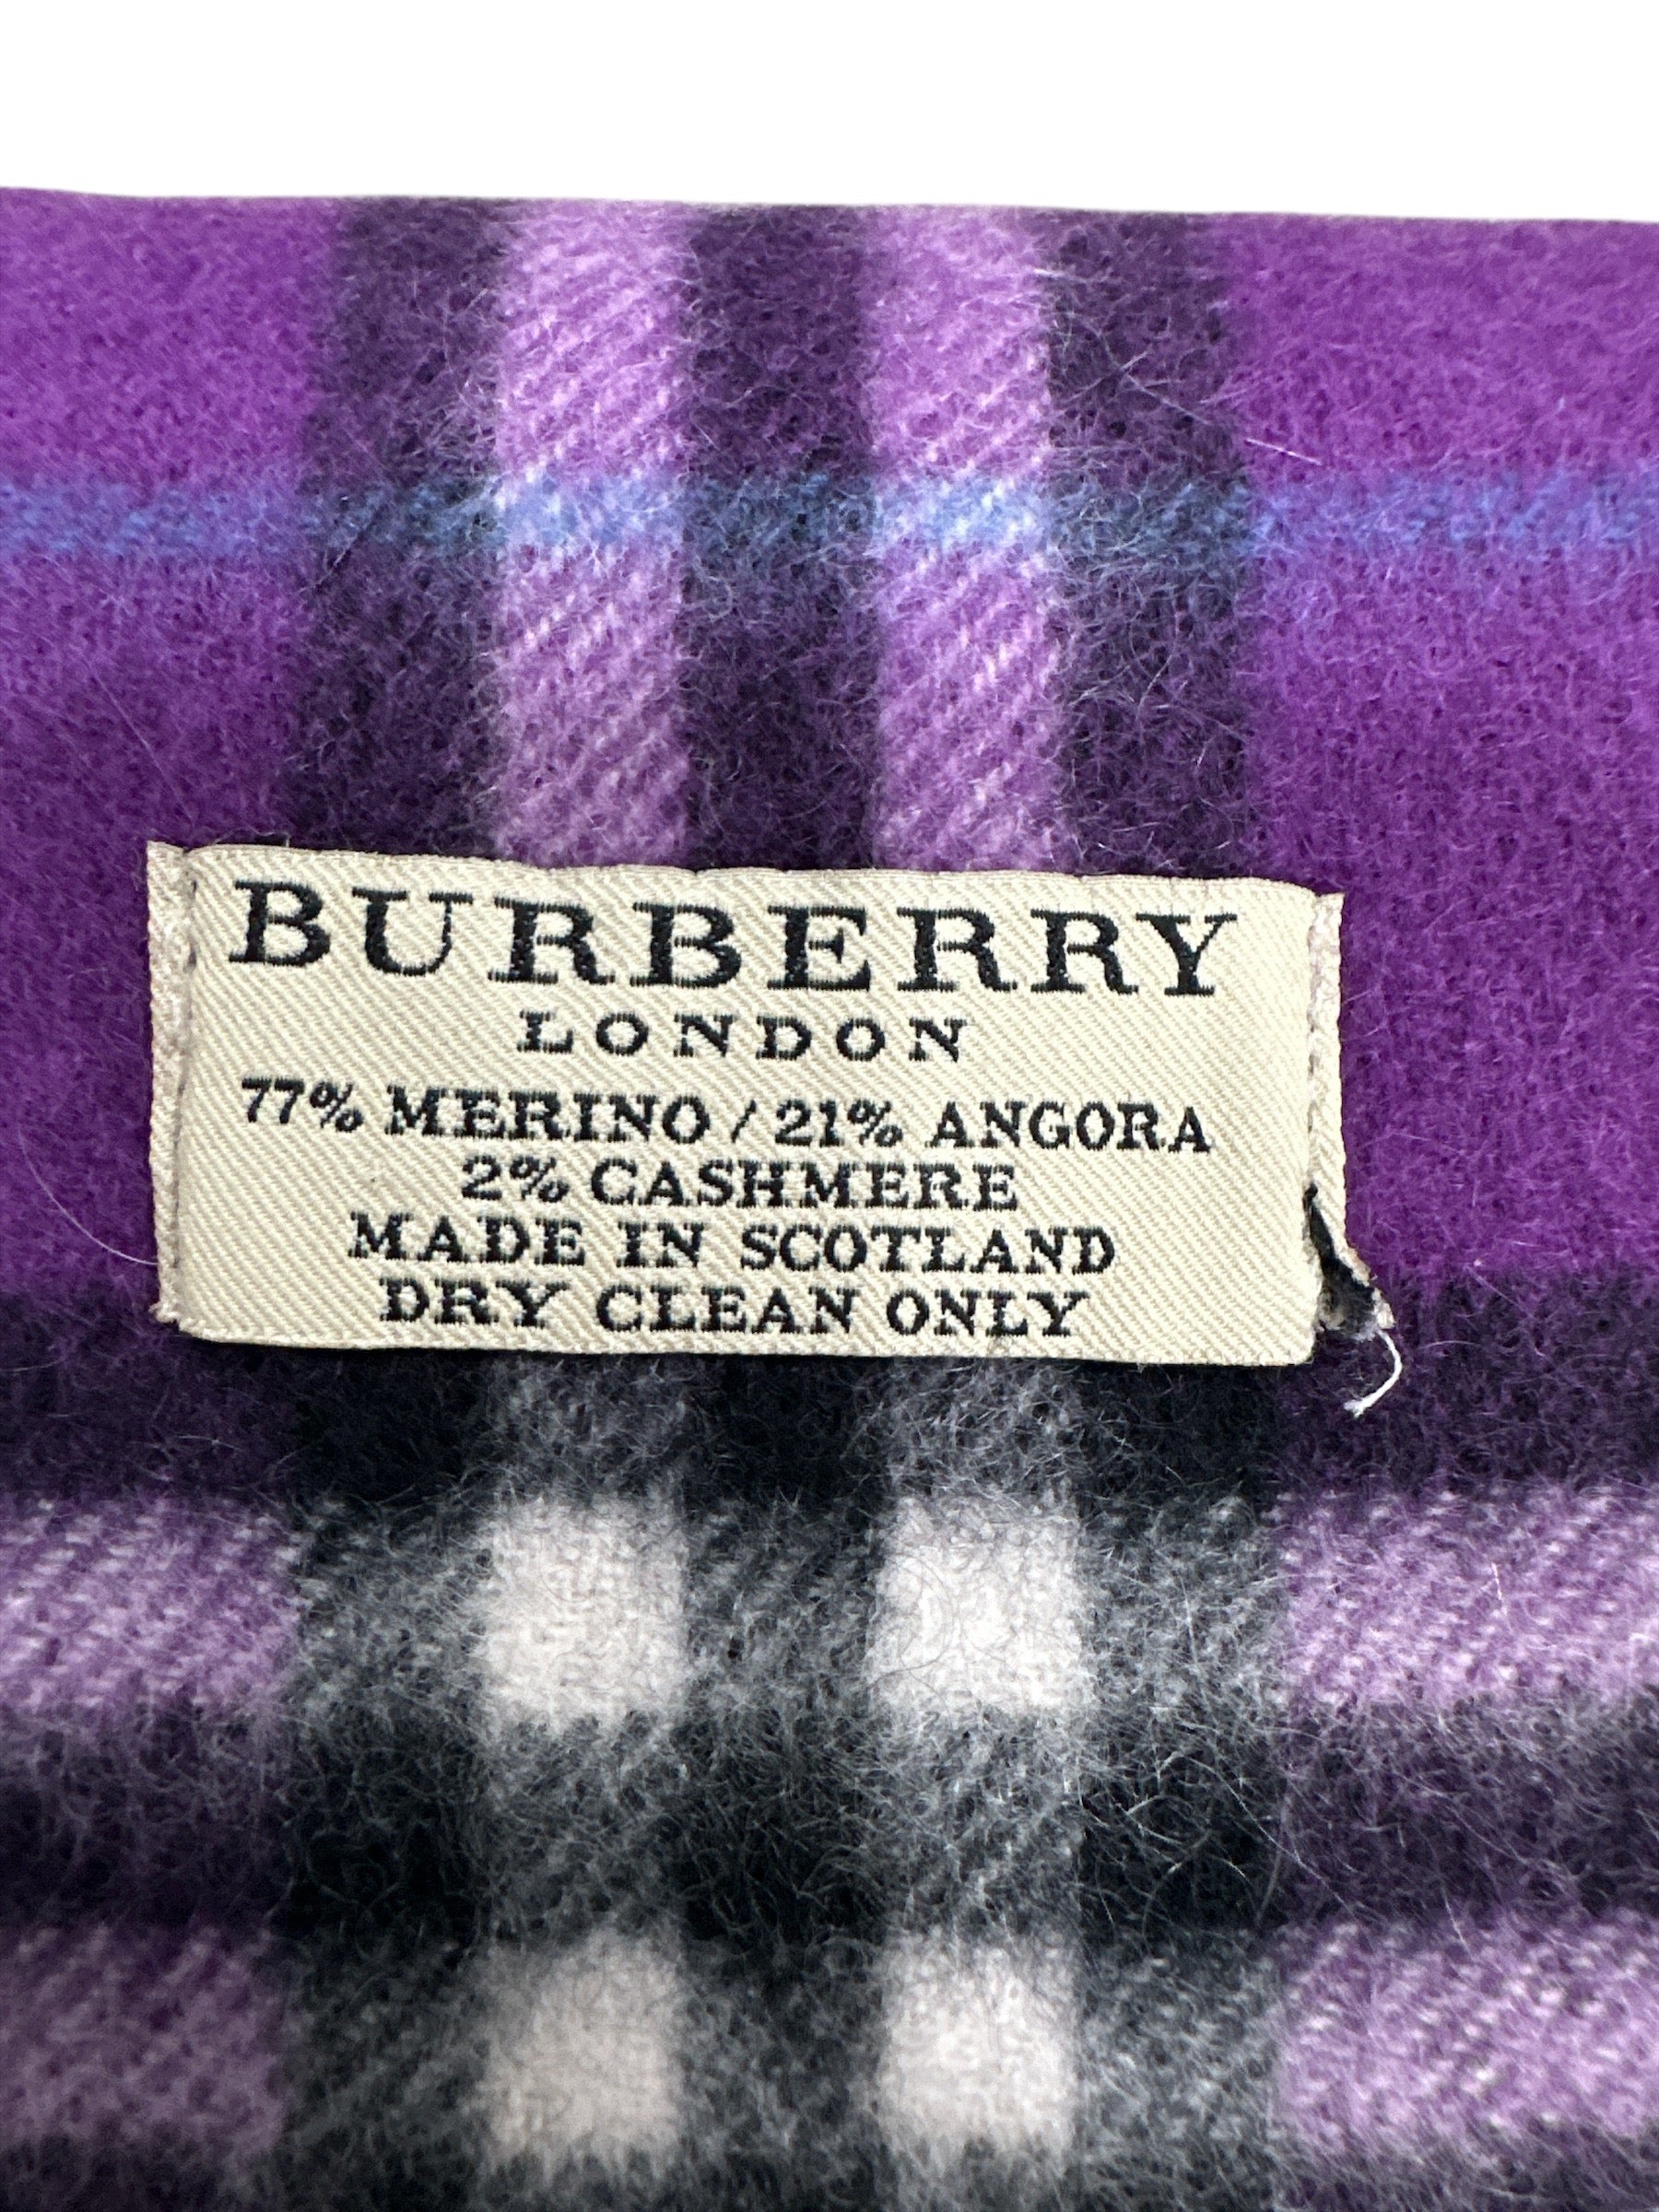 BURBERRY
LONDON
77% MERINO / 21% ANGORA
2% CASHMERE
MADE IN SCOTLAND
DRY CLEAN ONLY